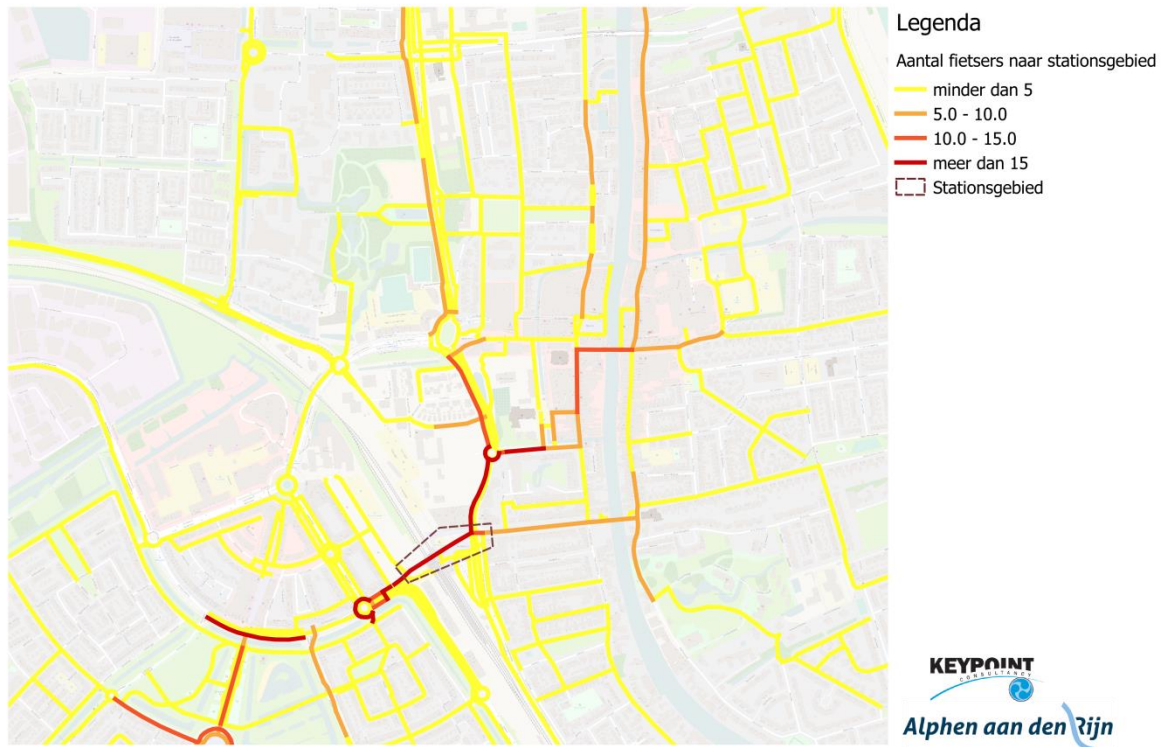 Legenda
Aantal fietsers naar stationsgebied
minder dan 5
5.0 - 10.0
10.0 - 15.0
meer dan 15
Stationsgebied
KEYPOINT
CONSULTANCY
Alphen aan den Rijn